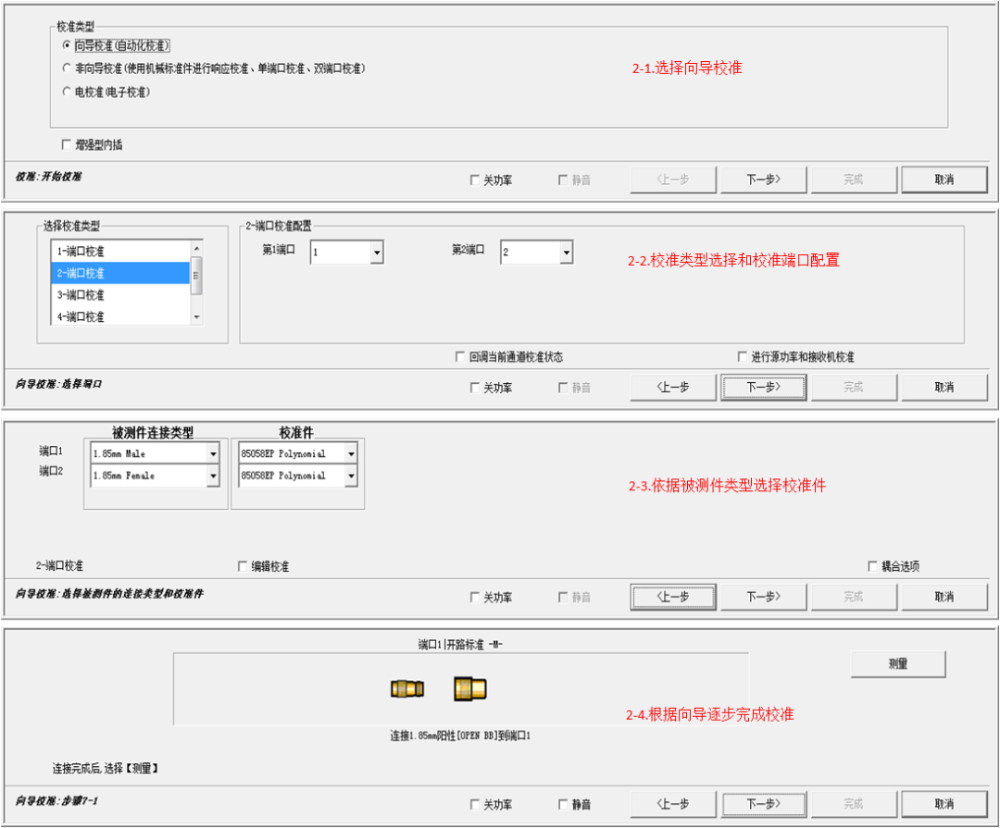 校准类型
向导校准(自动化校准)
非向导校准(使用机械标准件进行响应校准、单端口校准、双端口校准)
电校准(电子校准)
2-1.选择向导校准
增强型内插
校准:开始校准
关功率 静音 <上一步 下一步> 完成 取消
选择校准类型
1-端口校准
2-端口校准
3-端口校准
4-端口校准
2-端口校准配置
第1端口 1 第2端口 2
2-2.校准类型选择和校准端口配置
回调当前通道校准状态 进行源功率和接收机校准
向导校准:选择端口
关功率 静音 <上一步 下一步> 完成 取消
被测件连接类型 校准件
端口1 1.85mm Male 85058EP Polynomial
端口2 1.85mm Female 85058EP Polynomial
2-3.依据被测件类型选择校准件
2-端口校准 编辑校准 耦合选项
向导校准:选择被测件的连接类型和校准件
关功率 静音 <上一步 下一步> 完成 取消
端口1|开路标准 -M-
测量
2-4.根据向导逐步完成校准
连接1.85mm阳性[OPEN BB]到端口1
连接完成后,选择【测量】
向导校准:步骤7-1
关功率 静音 <上一步 下一步> 完成 取消